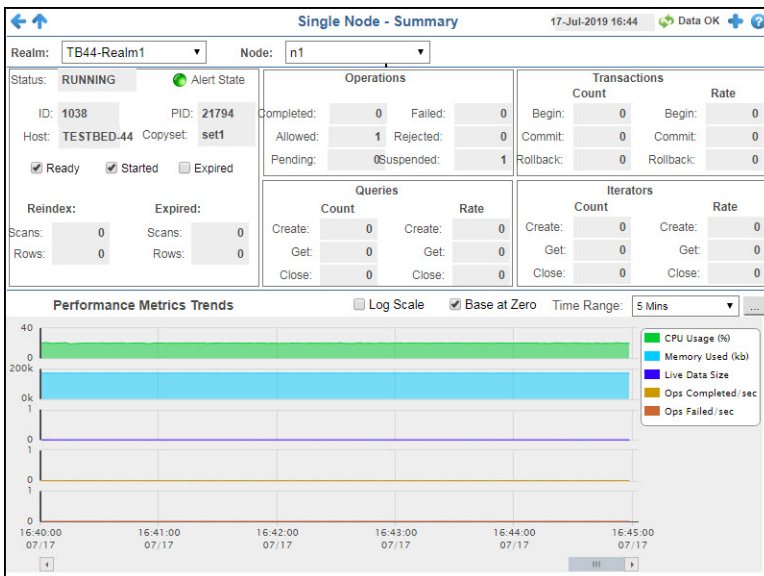 Single Node - Summary 17-Jul-2019 16:44 Data OK
Realm: TB44-Realm1 Node: n1
Status: RUNNING Alert State
ID: 1038 PID: 21794
Host: TESTBED-44 Copyset: set1
Ready Started Expired
Reindex: Expired:
Scans: 0 Scans: 0
Rows: 0 Rows: 0
Operations
Completed: 0 Failed: 0
Allowed: 1 Rejected: 0
Pending: 0 Suspended: 1
Transactions
Count Rate
Begin: 0 Begin: 0
Commit: 0 Commit: 0
Rollback: 0 Rollback: 0
Queries
Count Rate
Create: 0 Create: 0
Get: 0 Get: 0
Close: 0 Close: 0
Iterators
Count Rate
Create: 0 Create: 0
Get: 0 Get: 0
Close: 0 Close: 0
Performance Metrics Trends Log Scale Base at Zero Time Range: 5 Mins ...
40
0
200k
0k
1
0
1
0
1
0
CPU Usage (%)
Memory Used (kb)
Live Data Size
Ops Completed/sec
Ops Failed/sec
16:40:00 16:41:00 16:42:00 16:43:00 16:44:00 16:45:00
07/17 07/17 07/17 07/17 07/17 07/17